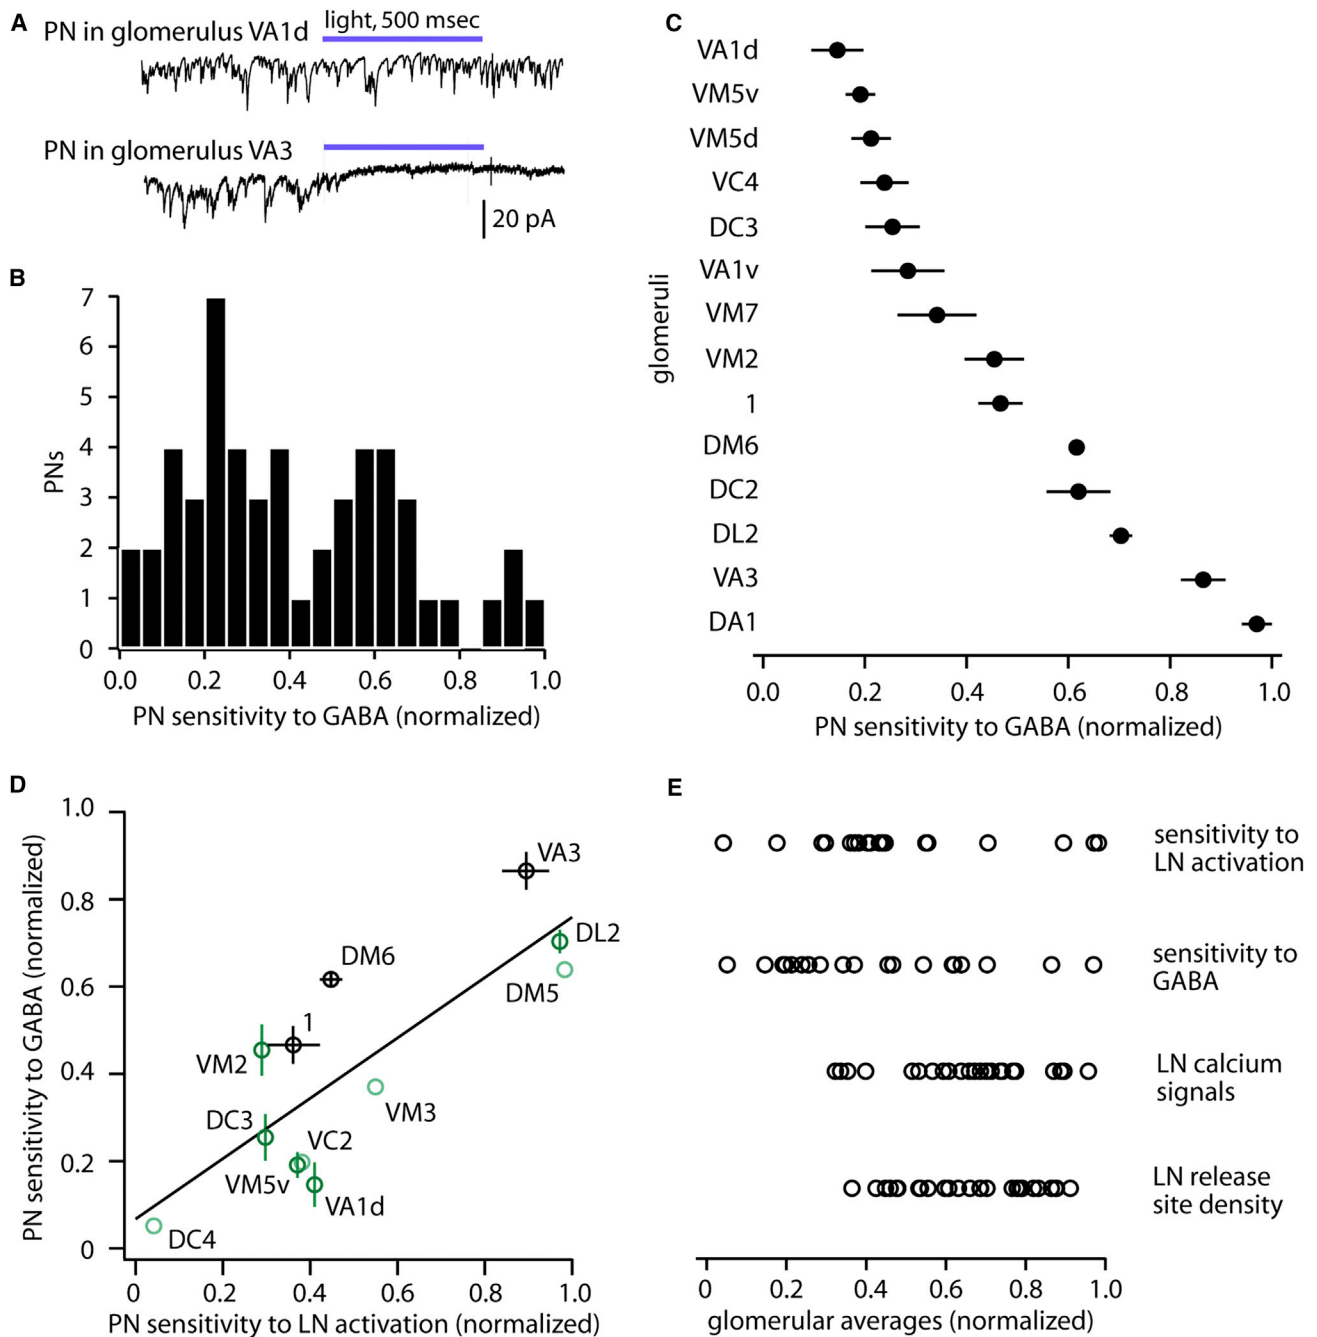 A
PN in glomerulus VA1d
light, 500 msec
PN in glomerulus VA3
20 pA
B
7
6
5
4
3
2
1
0
PNs
0.0 0.2 0.4 0.6 0.8 1.0
PN sensitivity to GABA (normalized)
C
glomeruli
VA1d
VM5v
VM5d
VC4
DC3
VA1v
VM7
VM2
1
DM6
DC2
DL2
VA3
DA1
0.0 0.2 0.4 0.6 0.8 1.0
PN sensitivity to GABA (normalized)
D
PN sensitivity to GABA (normalized)
1.0
0.8
0.6
0.4
0.2
0
VA3
DL2
DM6
DM5
1
VM2
VM3
DC3
VC2
VM5v
VA1d
DC4
0 0.2 0.4 0.6 0.8 1.0
PN sensitivity to LN activation (normalized)
E
sensitivity to
LN activation
sensitivity to
GABA
LN calcium
signals
LN release
site density
0 0.2 0.4 0.6 0.8 1.0
glomerular averages (normalized)